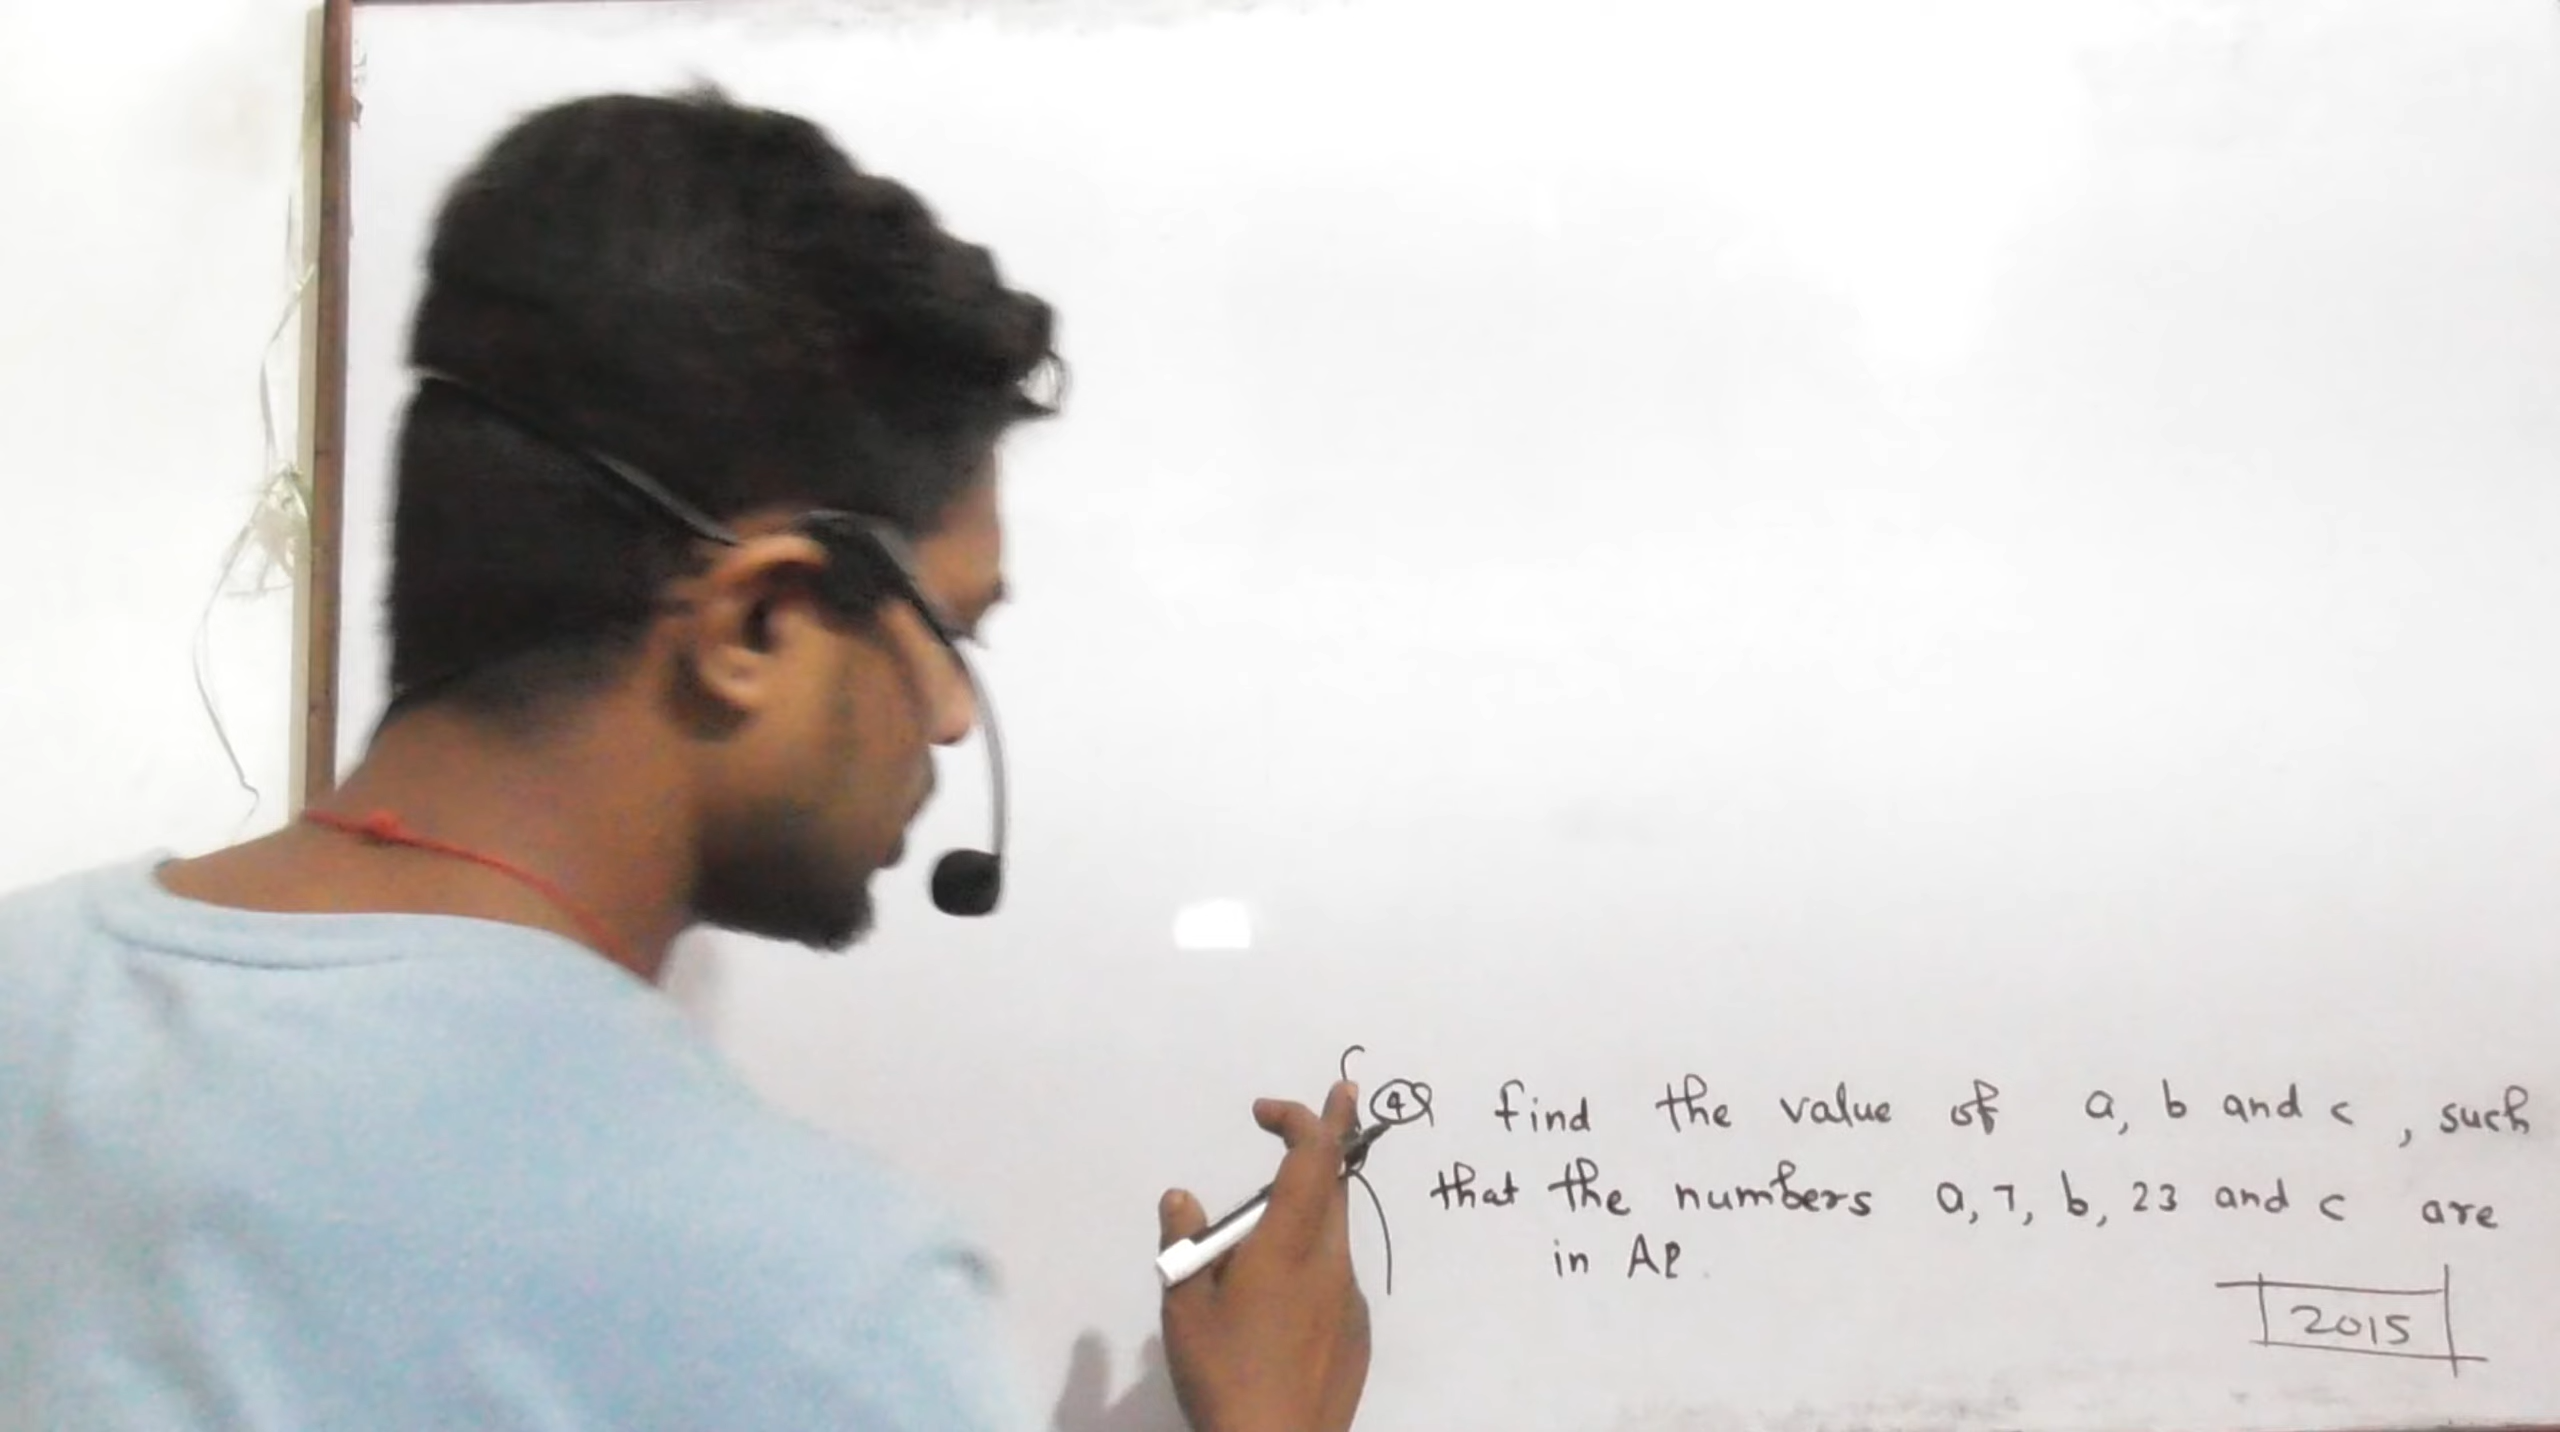 ④ find the value of a, b and c, such
that the numbers a, 7, b, 23 and c are
in AP.
2015